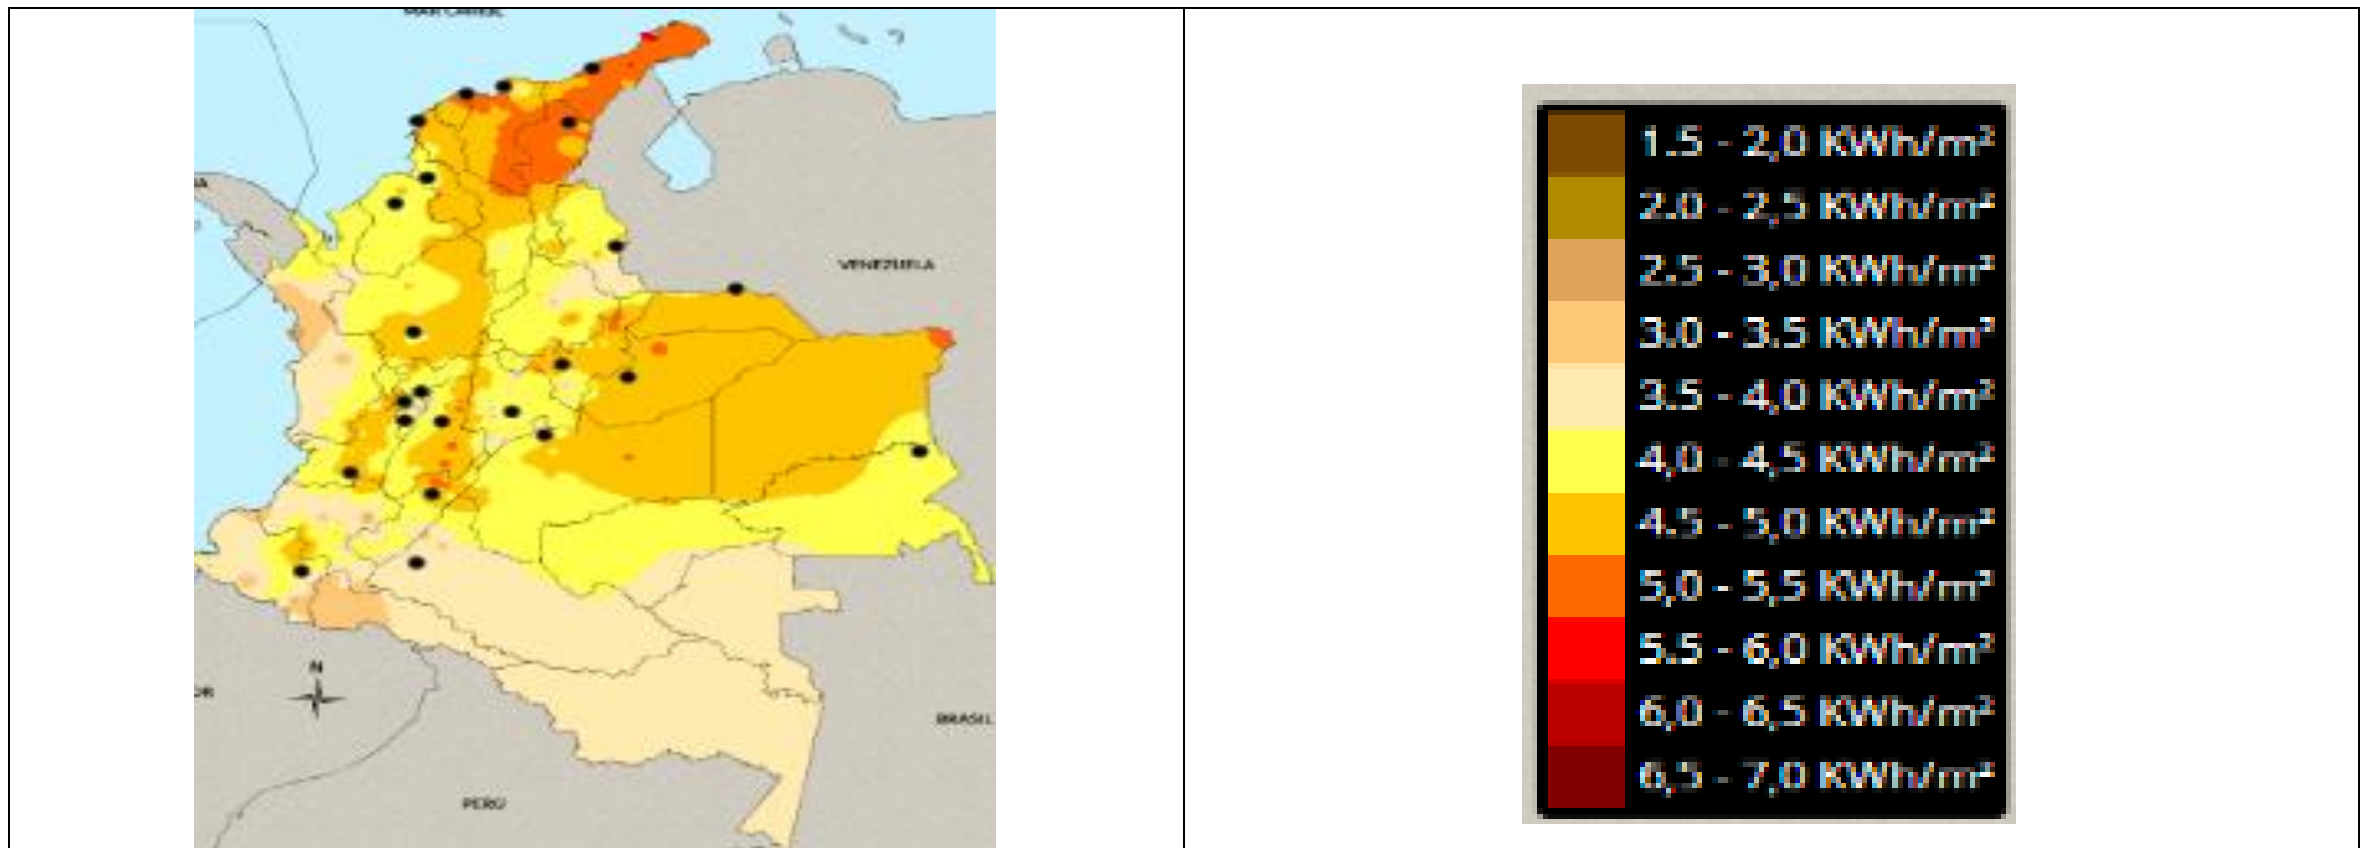 MAR CARIBE
VENEZUELA
N
BRASIL
PERÚ
1.5 - 2,0 KWh/m²
2.0 - 2,5 KWh/m²
2.5 - 3,0 KWh/m²
3.0 - 3.5 KWh/m²
3.5 - 4,0 KWh/m²
4,0 - 4,5 KWh/m²
4.5 - 5,0 KWh/m²
5,0 - 5,5 KWh/m²
5.5 - 6,0 KWh/m²
6,0 - 6,5 KWh/m²
6,5 - 7,0 KWh/m²